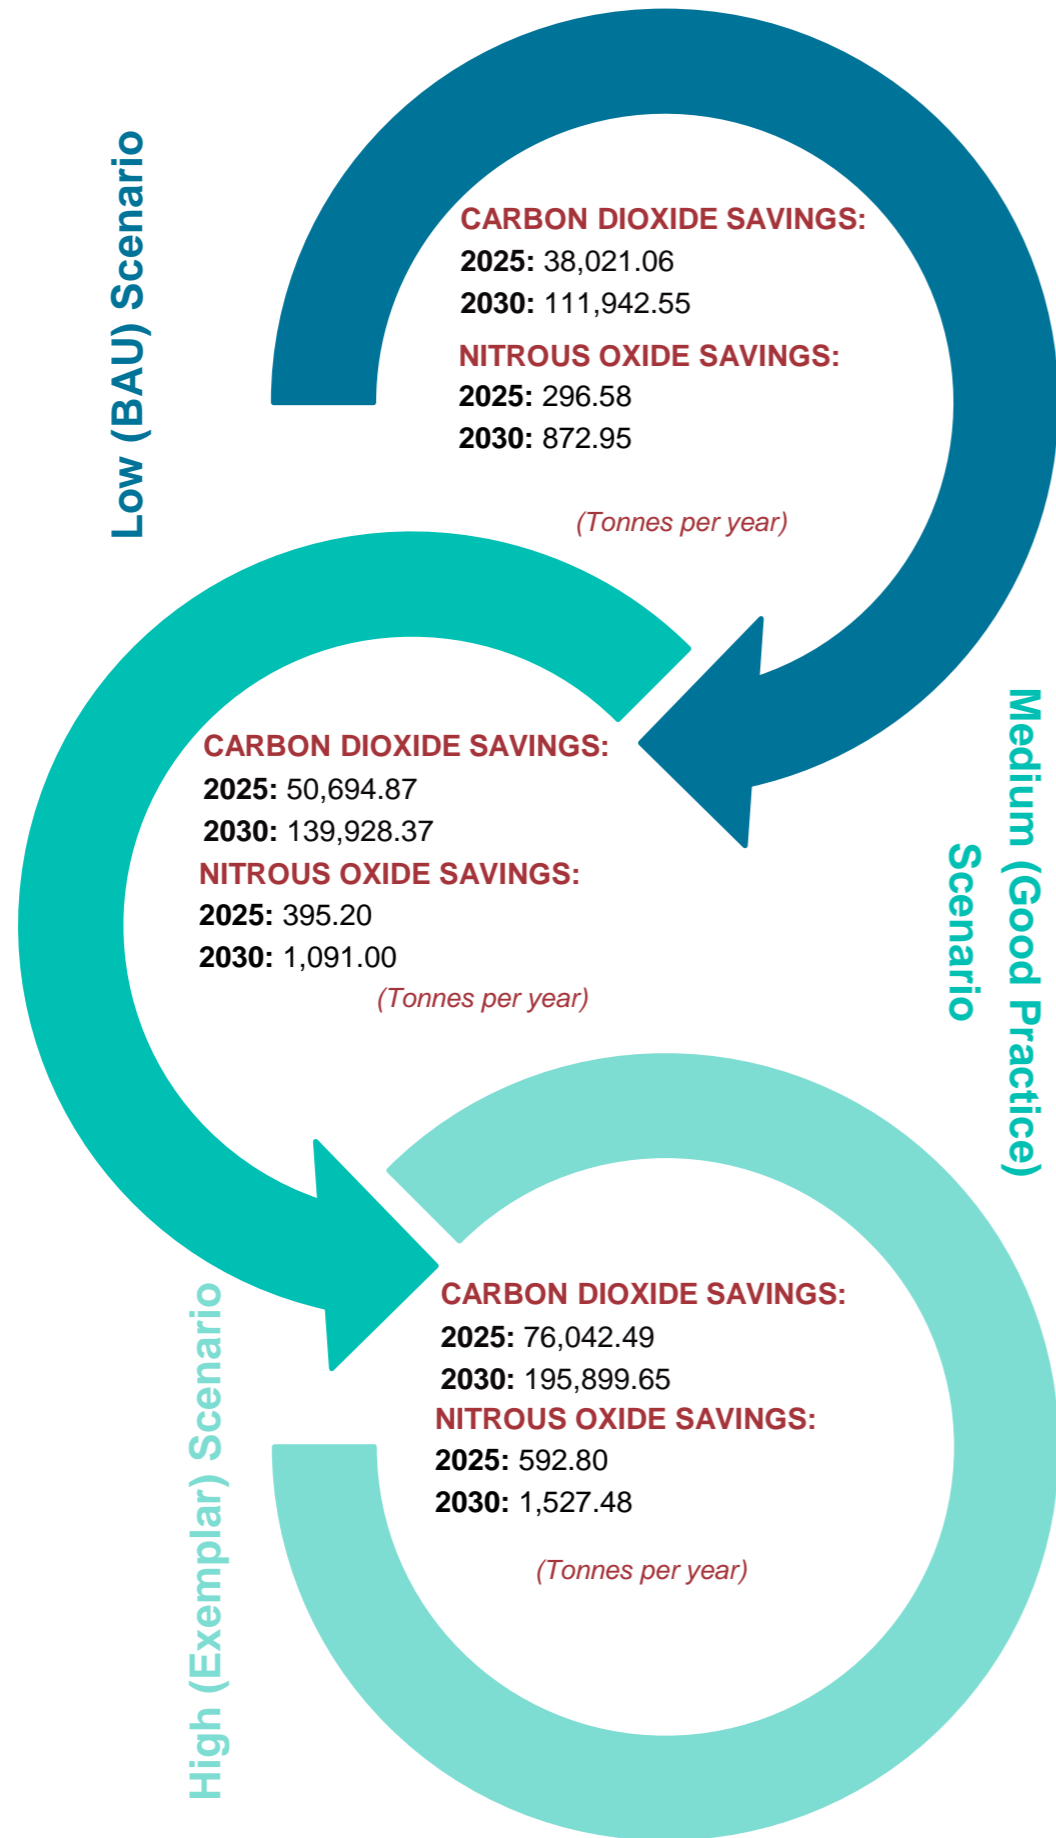 Low (BAU) Scenario
CARBON DIOXIDE SAVINGS:
2025: 38,021.06
2030: 111,942.55
NITROUS OXIDE SAVINGS:
2025: 296.58
2030: 872.95
(Tonnes per year)
Medium (Good Practice)
Scenario
CARBON DIOXIDE SAVINGS:
2025: 50,694.87
2030: 139,928.37
NITROUS OXIDE SAVINGS:
2025: 395.20
2030: 1,091.00
(Tonnes per year)
High (Exemplar) Scenario
CARBON DIOXIDE SAVINGS:
2025: 76,042.49
2030: 195,899.65
NITROUS OXIDE SAVINGS:
2025: 592.80
2030: 1,527.48
(Tonnes per year)